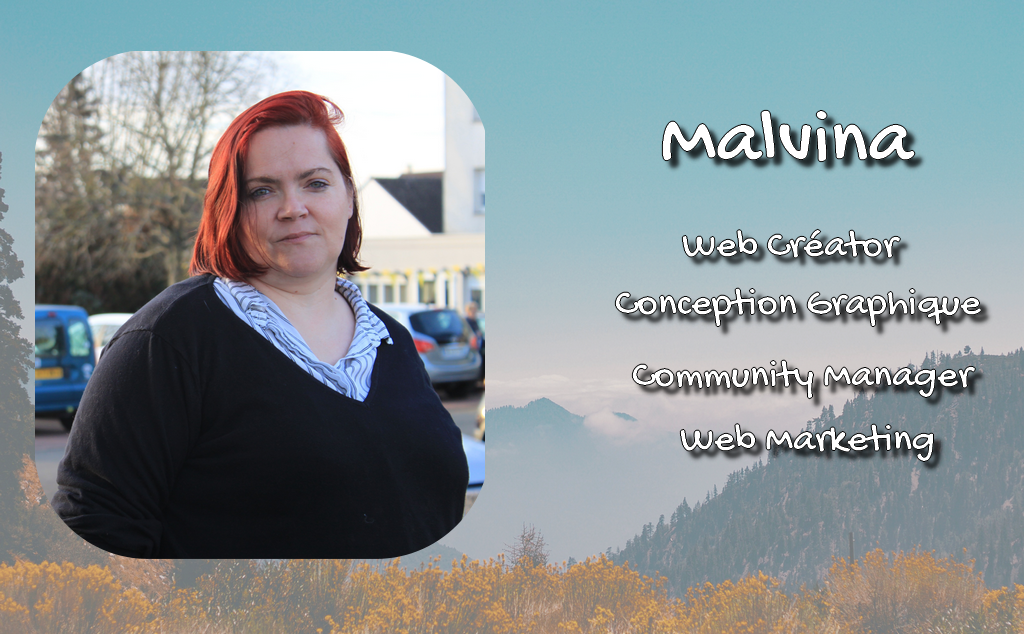 Malvina
Web Créator
Conception Graphique
Community Manager
Web Marketing